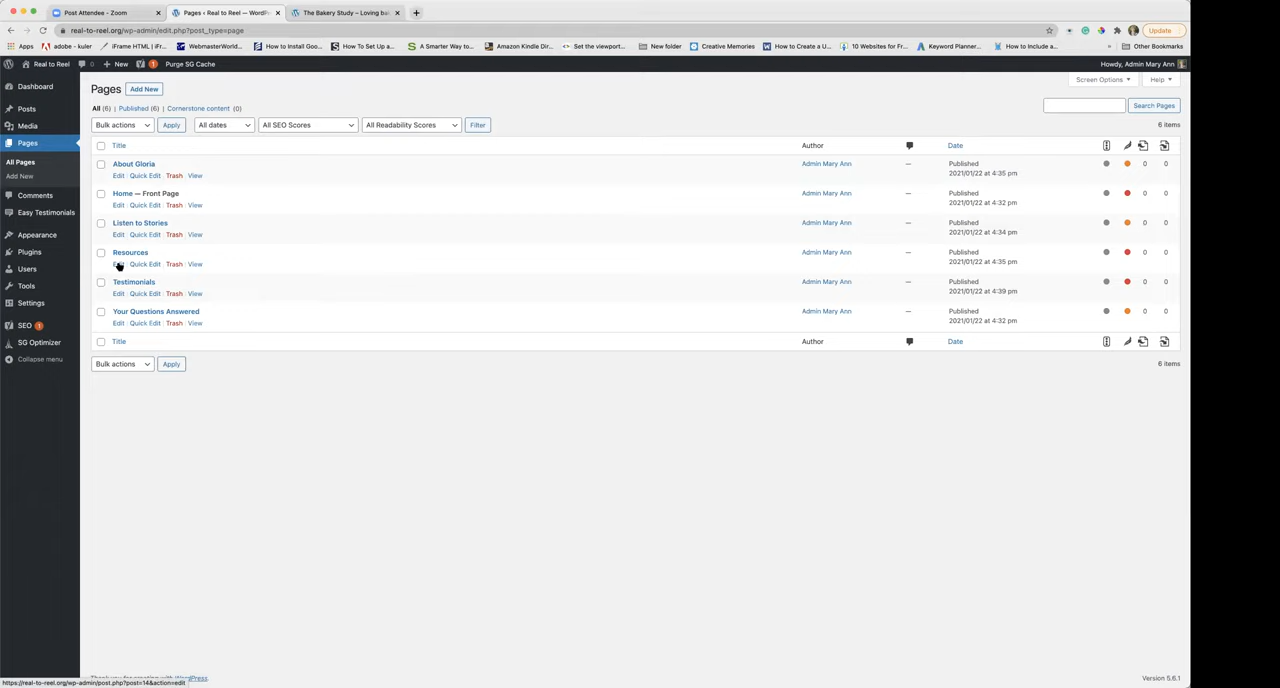 Post Attendee - Zoom
Pages ‹ Real to Reel — WordPr
The Bakery Study – Loving bei
real-to-reel.org/wp-admin/edit.php?post_type=page
Update
Apps
adobe - kuler
iFrame HTML | iFr...
WebmasterWorld...
How to Install Goo...
How To Set Up a...
A Smarter Way to...
Amazon Kindle Dir...
Set the viewport...
New folder
Creative Memories
How to Create a U...
10 Websites for Fr...
Keyword Planner...
How to Include a...
»
Other Bookmarks
Real to Reel
0
New
1
Purge SG Cache
Howdy, Admin Mary Ann
Dashboard
Posts
Media
Pages
All Pages
Add New
Comments
Easy Testimonials
Appearance
Plugins
Users
Tools
Settings
SEO 1
SG Optimizer
Collapse menu
Pages Add New
Screen Options
Help
All (6) | Published (6) | Cornerstone content (0)
Search Pages
Bulk actions Apply All dates All SEO Scores All Readability Scores Filter
6 items
Title Author Date
About Gloria Admin Mary Ann — Published 0 0
Edit | Quick Edit | Trash | View 2021/01/22 at 4:35 pm
Home — Front Page Admin Mary Ann — Published 0 0
Edit | Quick Edit | Trash | View 2021/01/22 at 4:32 pm
Listen to Stories Admin Mary Ann — Published 0 0
Edit | Quick Edit | Trash | View 2021/01/22 at 4:34 pm
Resources Admin Mary Ann — Published 0 0
Quick Edit | Trash | View 2021/01/22 at 4:35 pm
Testimonials Admin Mary Ann — Published 0 0
Edit | Quick Edit | Trash | View 2021/01/22 at 4:39 pm
Your Questions Answered Admin Mary Ann — Published 0 0
Edit | Quick Edit | Trash | View 2021/01/22 at 4:32 pm
Title Author Date
Bulk actions Apply
6 items
Thank you for creating with WordPress.
Version 5.6.1
https://real-to-reel.org/wp-admin/post.php?post=14&action=edit